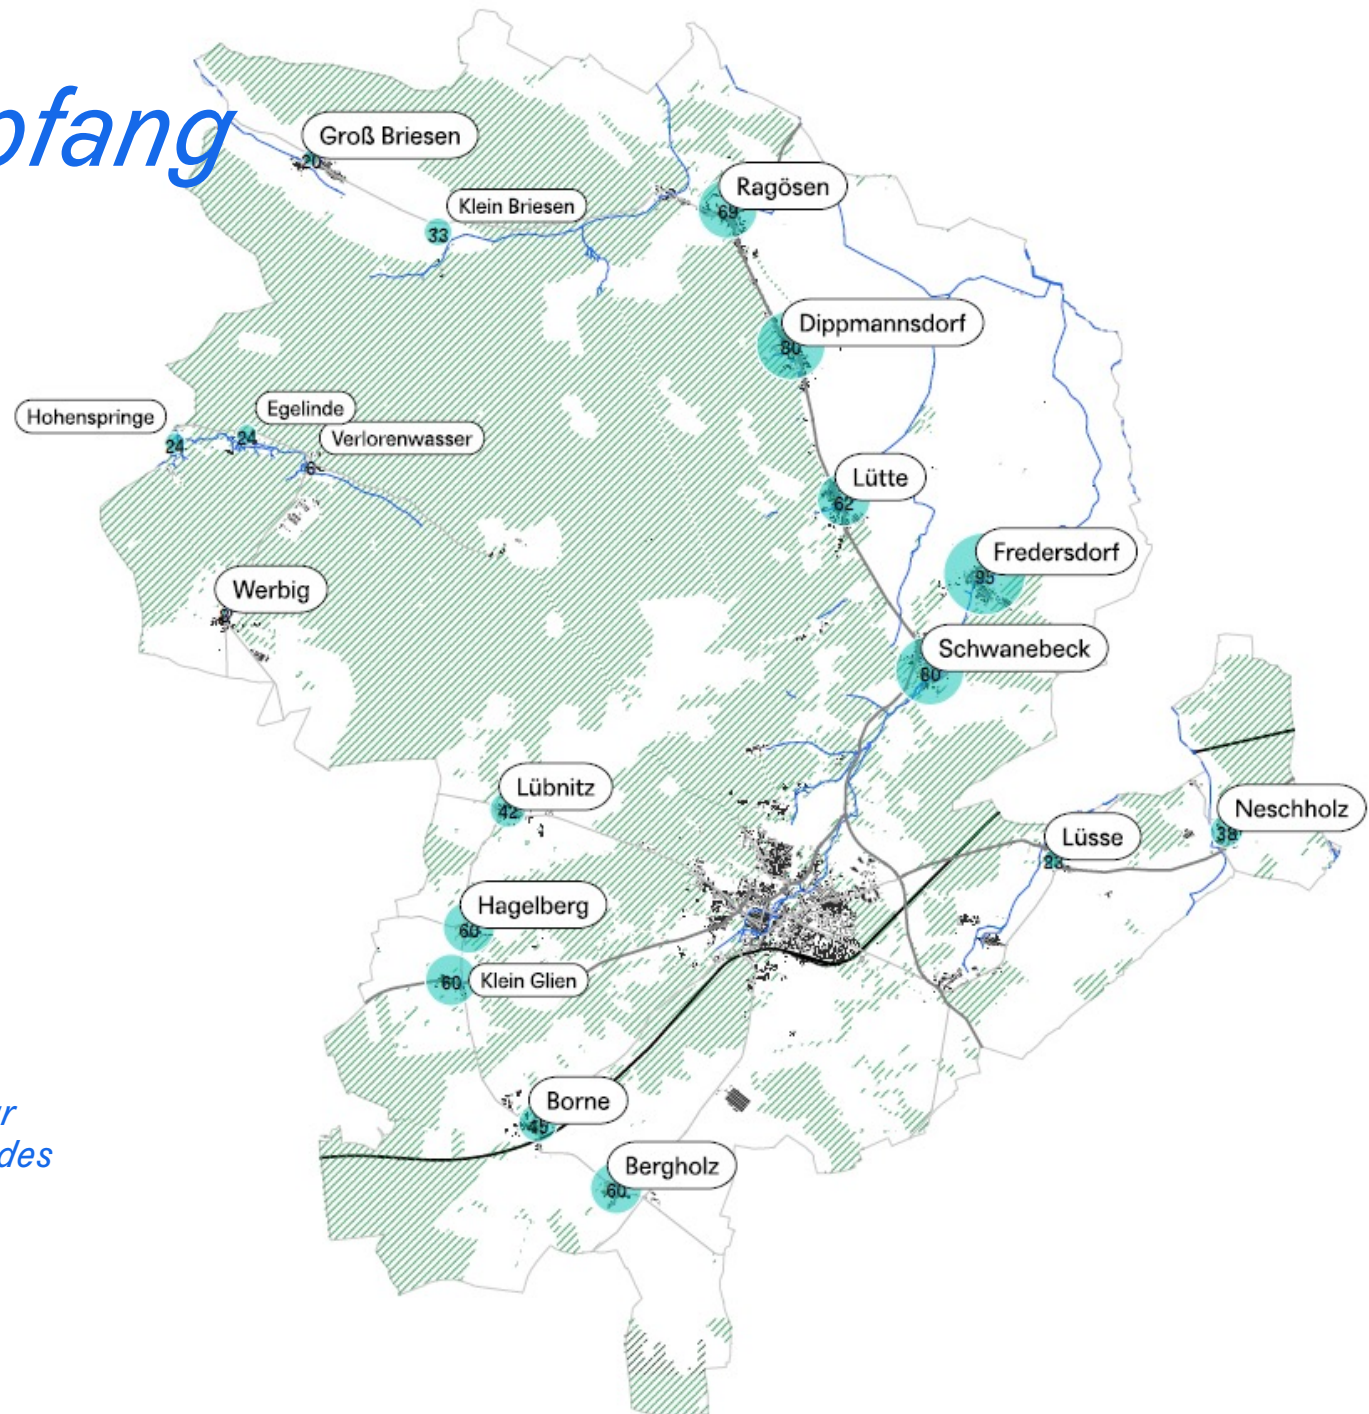 pfang
Groß Briesen
20
Ragösen
69
Klein Briesen
33
Dippmannsdorf
80
Egelinde
24
Hohenspringe
24
Verlorenwasser
6
Lütte
62
Fredersdorf
95
Werbig
Schwanebeck
80
Lübnitz
42
Neschholz
38
Lüsse
23
Hagelberg
60
Klein Glien
60
Borne
45
des
Bergholz
60